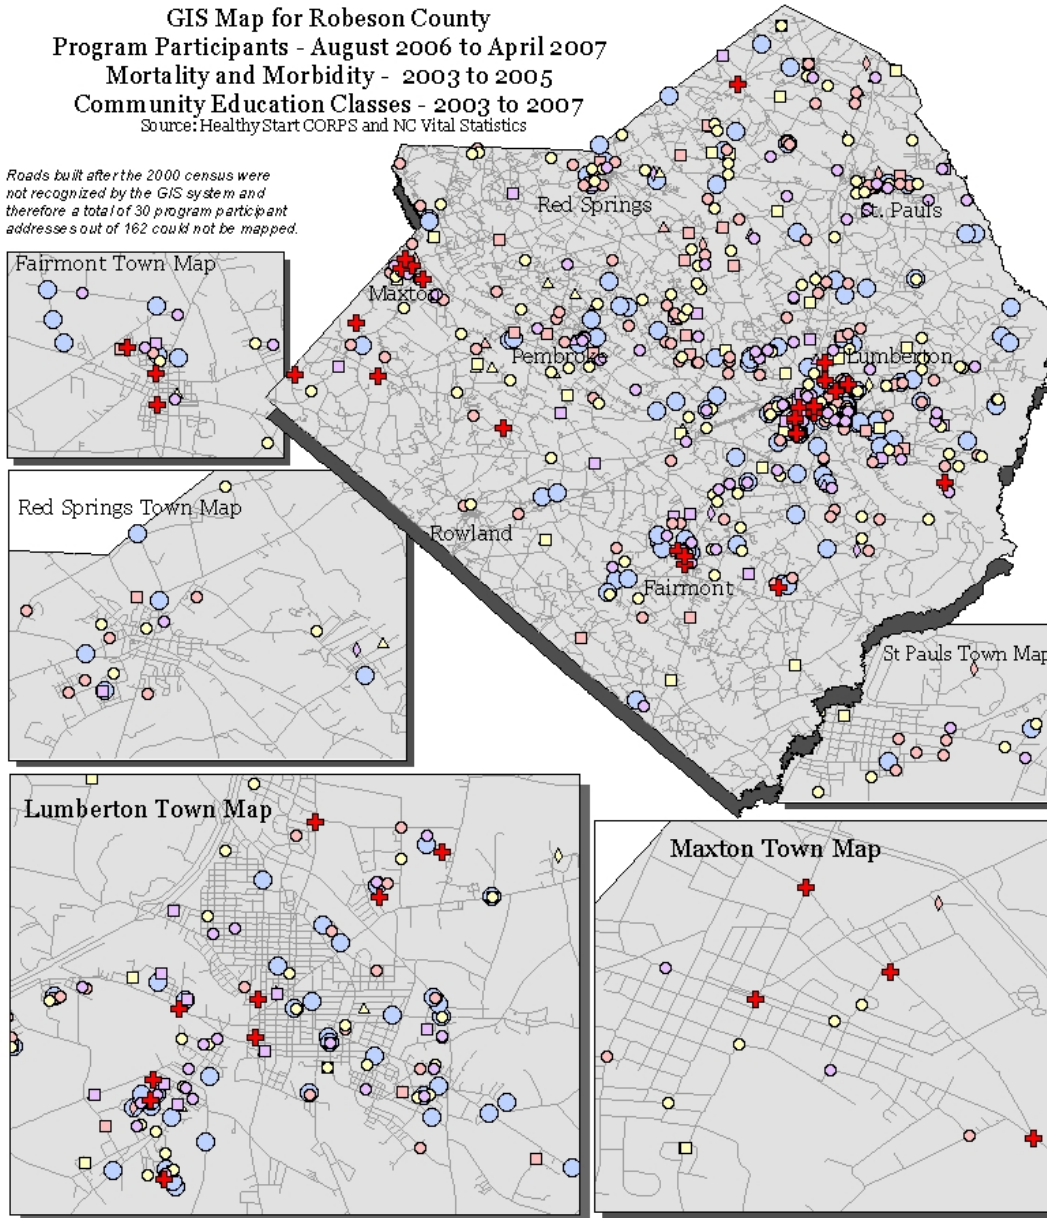 GIS Map for Robeson County
Program Participants - August 2006 to April 2007
Mortality and Morbidity - 2003 to 2005
Community Education Classes - 2003 to 2007
Source: Healthy Start CORPS and NC Vital Statistics
Roads built after the 2000 census were
not recognized by the GIS system and
therefore a total of 30 program participant
addresses out of 162 could not be mapped.
Red Springs
St. Pauls
Fairmont Town Map
Maxton
Pembroke
Lumberton
Red Springs Town Map
Rowland
Fairmont
St Pauls Town Map
Lumberton Town Map
Maxton Town Map